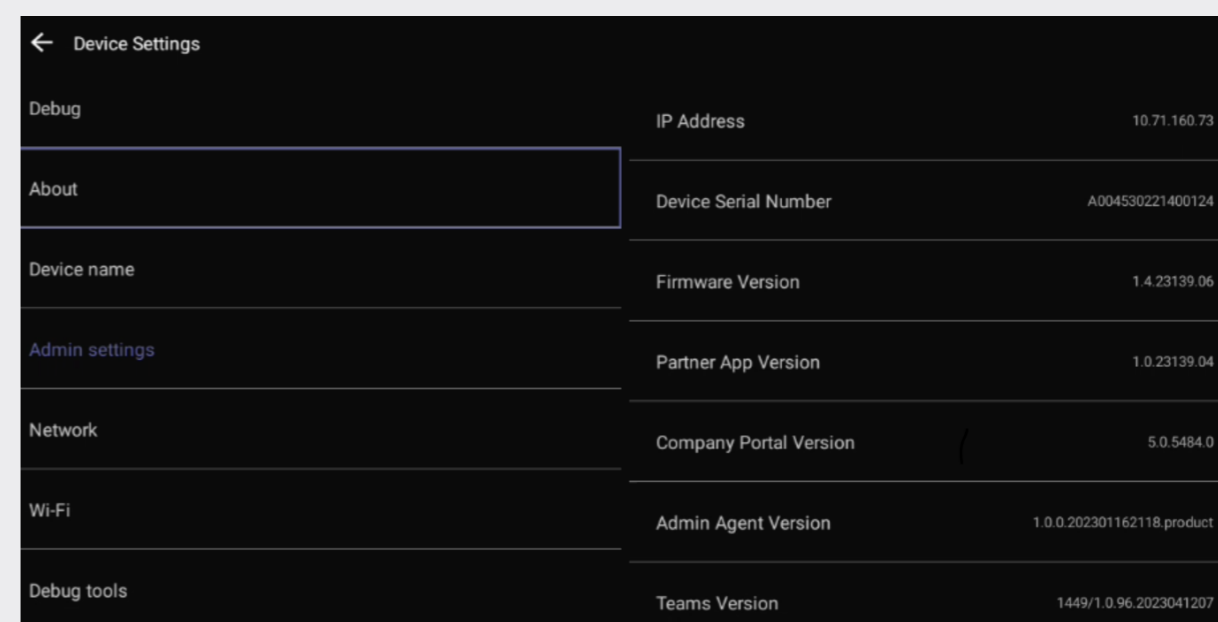 Device Settings
Debug
About
Device name
Admin settings
Network
Wi-Fi
Debug tools
IP Address 10.71.160.73
Device Serial Number A004530221400124
Firmware Version 1.4.23139.06
Partner App Version 1.0.23139.04
Company Portal Version 5.0.5484.0
Admin Agent Version 1.0.0.202301162118.product
Teams Version 1449/1.0.96.2023041207